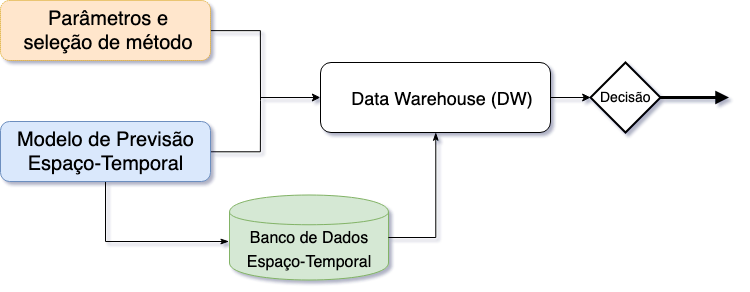 Parâmetros e
seleção de método
Modelo de Previsão
Espaço-Temporal
Data Warehouse (DW)
Decisão
Banco de Dados
Espaço-Temporal